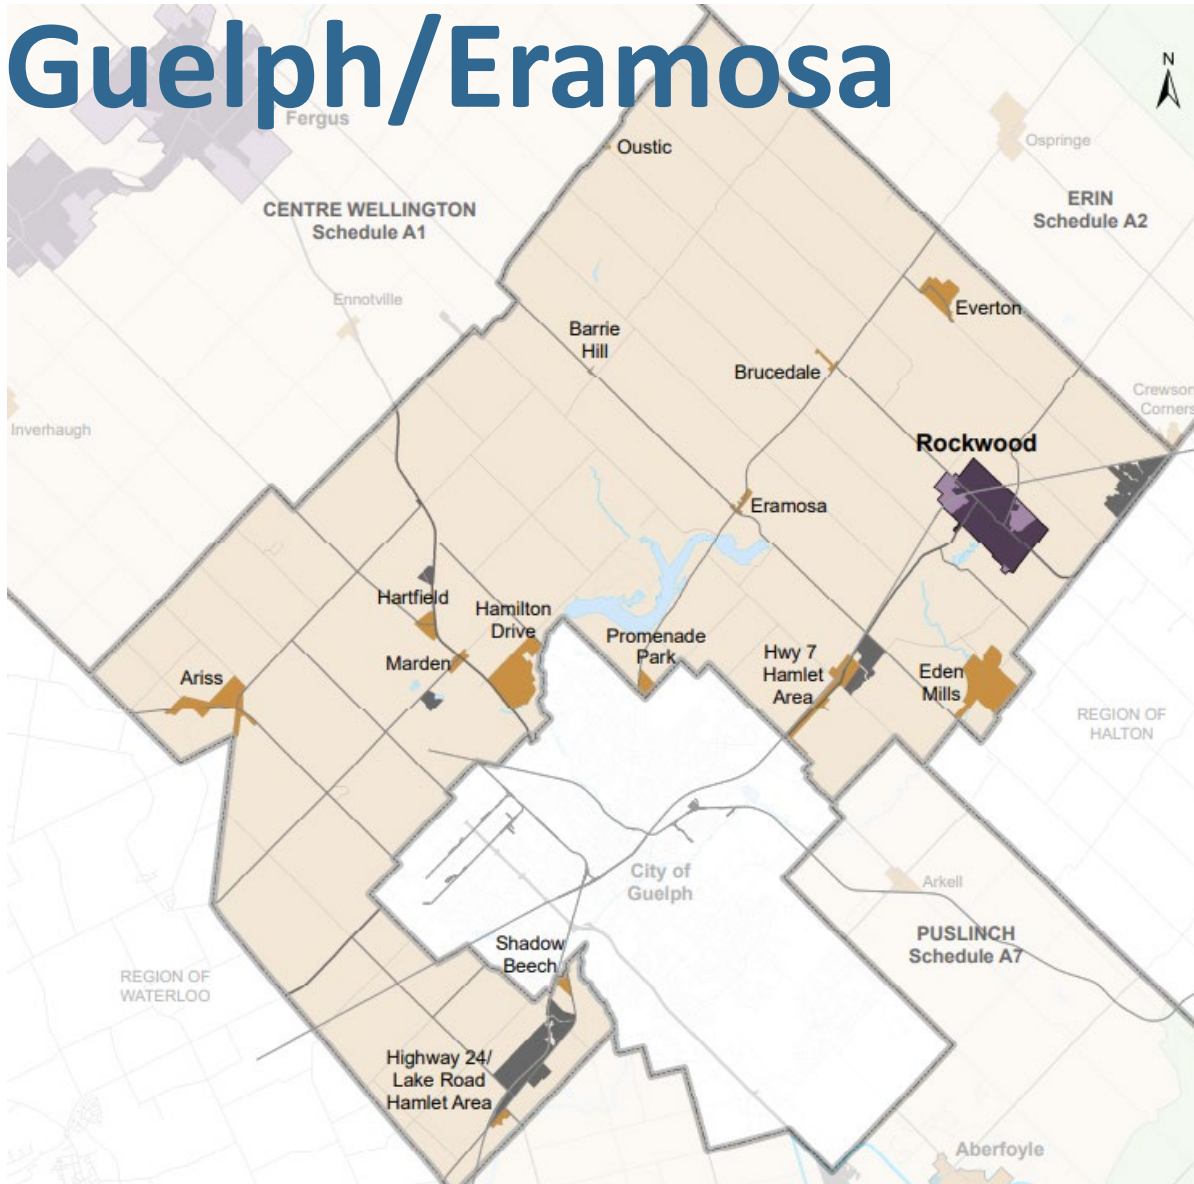 Guelph/Eramosa
N
Fergus
Oustic
Ospringe
CENTRE WELLINGTON
Schedule A1
ERIN
Schedule A2
Ennotville
Everton
Barrie
Hill
Brucedale
Crewson
Corners
Inverhaugh
Rockwood
Eramosa
Hartfield
Hamilton
Drive
Promenade
Park
Marden
Hwy 7
Hamlet
Area
Eden
Mills
Ariss
REGION OF
HALTON
City of
Guelph
Arkell
PUSLINCH
Schedule A7
Shadow
Beech
REGION OF
WATERLOO
Highway 24/
Lake Road
Hamlet Area
Aberfoyle